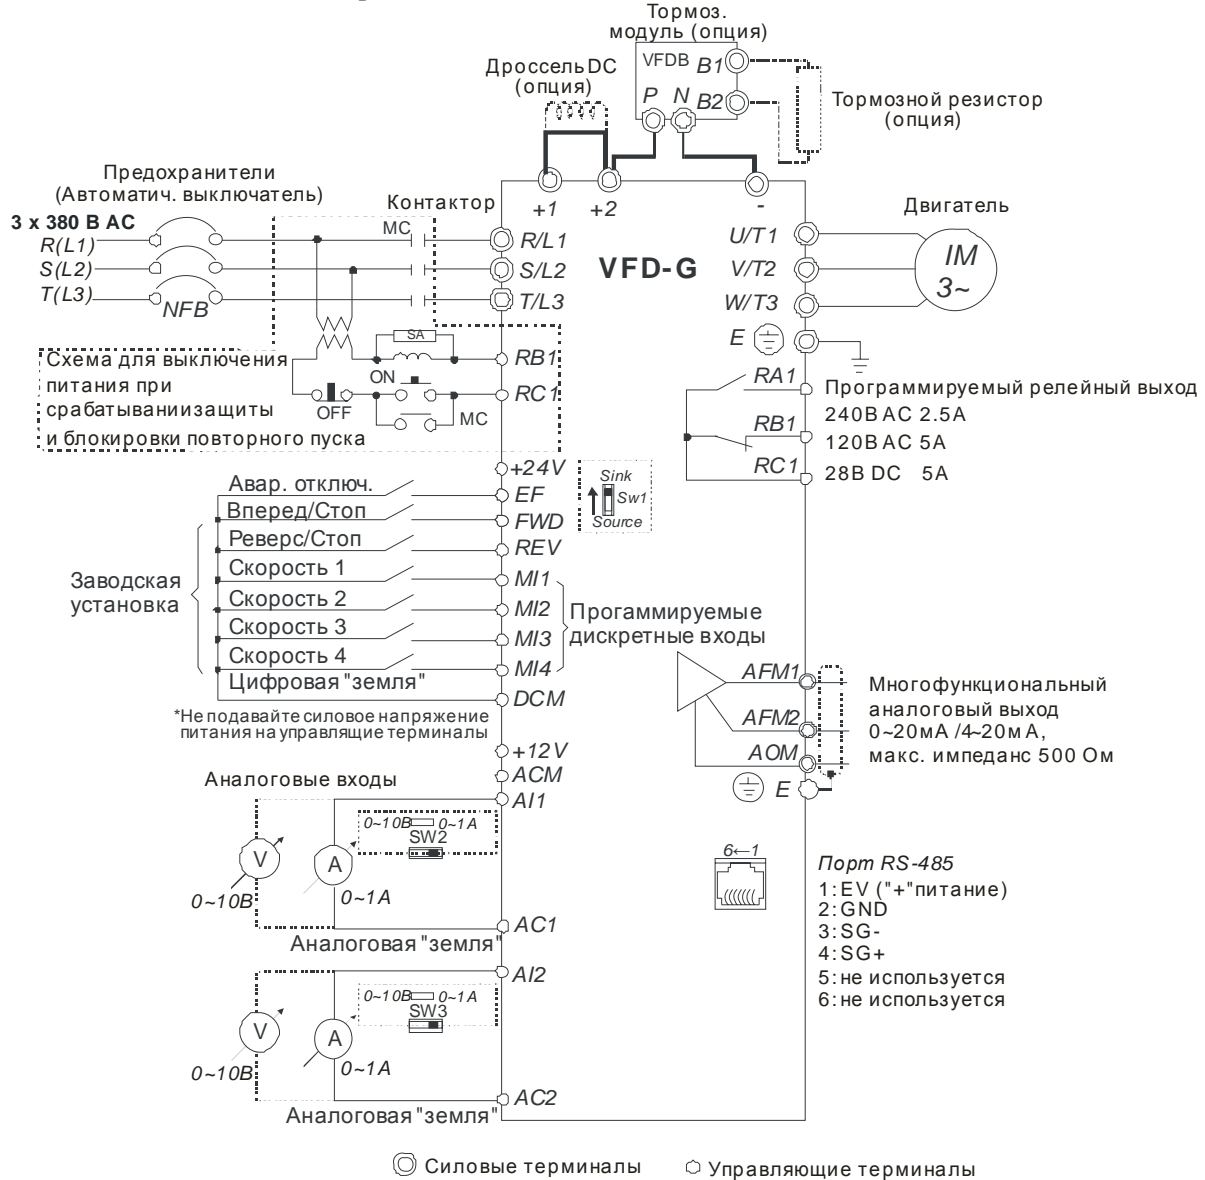 Тормоз.
модуль (опция)
VFDB
B1
B2
P
N
Дроссель DC
(опция)
Тормозной резистор
(опция)
Предохранители
(Автоматич. выключатель)
3 x 380 В AC
Контактор
+1
+2
-
Двигатель
R(L1)
MC
R/L1
U/T1
S(L2)
S/L2
VFD-G
V/T2
IM
3~
T(L3)
NFB
T/L3
W/T3
E
SA
Схема для выключения
питания при
срабатываниизащиты
и блокировки повторного пуска
RB1
ON
OFF
RC1
MC
RA1
RB1
RC1
Программируемый релейный выход
240В AC 2.5A
120В AC 5A
28В DC 5A
+24V
Sink
Sw1
Source
Авар. отключ.
EF
Вперед/Стоп
FWD
Реверс/Стоп
REV
Скорость 1
MI1
Заводская
установка
Скорость 2
MI2
Прогаммируемые
дискретные входы
Скорость 3
MI3
Скорость 4
MI4
Цифровая "земля"
DCM
*Не подавайте силовое напряжение
питания на управлящие терминалы
AFM1
AFM2
AOM
E
Многофункциональный
аналоговый выход
0~20мА /4~20мА,
макс. импеданс 500 Ом
+12V
ACM
Аналоговые входы
AI1
0~10В
0~1A
SW2
V
A
0~10В
0~1A
AC1
Аналоговая "земля"
6←1
Порт RS-485
1: EV ("+"питание)
2: GND
3: SG-
4: SG+
5: не используется
6: не используется
AI2
0~10В
0~1A
SW3
V
A
0~10В
0~1A
AC2
Аналоговая "земля"
Силовые терминалы
Управляющие терминалы